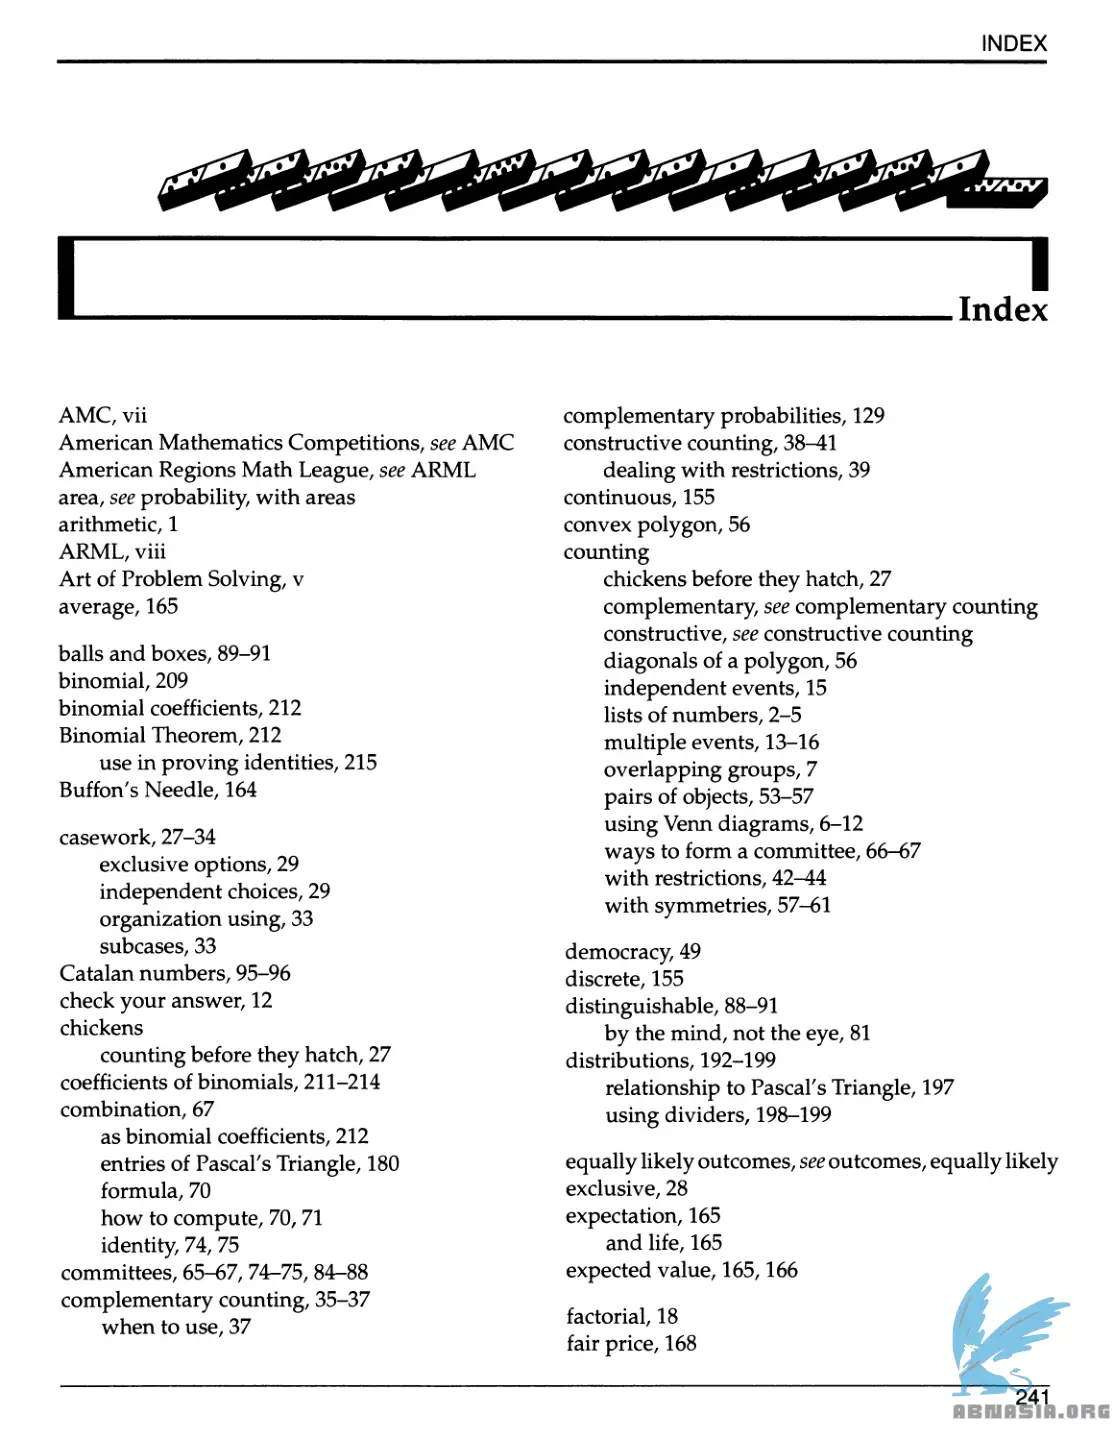 INDEX
Index
AMC, vii
American Mathematics Competitions, see AMC
American Regions Math League, see ARML
area, see probability, with areas
arithmetic, 1
ARML, viii
Art of Problem Solving, v
average, 165
balls and boxes, 89–91
binomial, 209
binomial coefficients, 212
Binomial Theorem, 212
use in proving identities, 215
Buffon's Needle, 164
casework, 27–34
exclusive options, 29
independent choices, 29
organization using, 33
subcases, 33
Catalan numbers, 95–96
check your answer, 12
chickens
counting before they hatch, 27
coefficients of binomials, 211–214
combination, 67
as binomial coefficients, 212
entries of Pascal's Triangle, 180
formula, 70
how to compute, 70, 71
identity, 74, 75
committees, 65–67, 74–75, 84–88
complementary counting, 35–37
when to use, 37
complementary probabilities, 129
constructive counting, 38–41
dealing with restrictions, 39
continuous, 155
convex polygon, 56
counting
chickens before they hatch, 27
complementary, see complementary counting
constructive, see constructive counting
diagonals of a polygon, 56
independent events, 15
lists of numbers, 2–5
multiple events, 13–16
overlapping groups, 7
pairs of objects, 53–57
using Venn diagrams, 6–12
ways to form a committee, 66–67
with restrictions, 42–44
with symmetries, 57–61
democracy, 49
discrete, 155
distinguishable, 88–91
by the mind, not the eye, 81
distributions, 192–199
relationship to Pascal's Triangle, 197
using dividers, 198–199
equally likely outcomes, see outcomes, equally likely
exclusive, 28
expectation, 165
and life, 165
expected value, 165, 166
factorial, 18
fair price, 168
241
ABNASIA.ORG